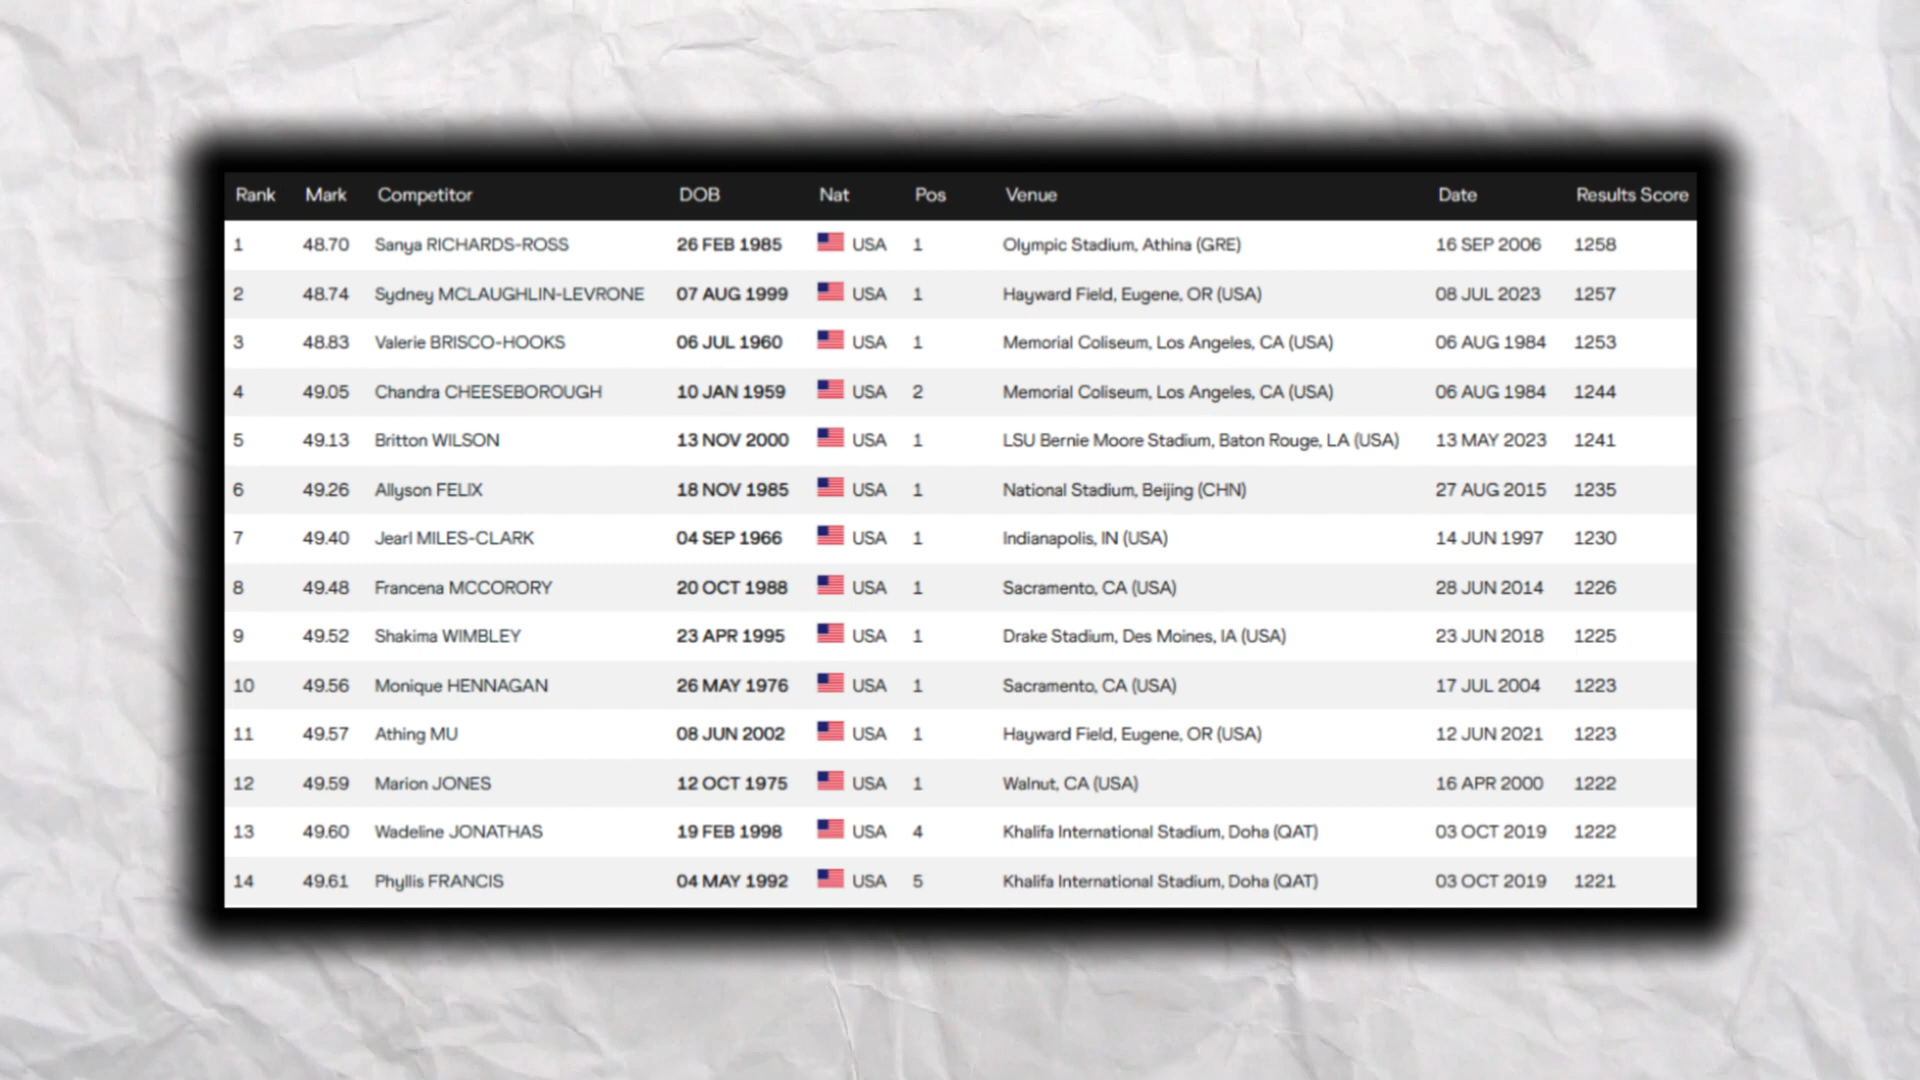 Rank Mark Competitor DOB Nat Pos Venue Date Results Score
1 48.70 Sanya RICHARDS-ROSS 26 FEB 1985 USA 1 Olympic Stadium, Athina (GRE) 16 SEP 2006 1258
2 48.74 Sydney MCLAUGHLIN-LEVRONE 07 AUG 1999 USA 1 Hayward Field, Eugene, OR (USA) 08 JUL 2023 1257
3 48.83 Valerie BRISCO-HOOKS 06 JUL 1960 USA 1 Memorial Coliseum, Los Angeles, CA (USA) 06 AUG 1984 1253
4 49.05 Chandra CHEESEBOROUGH 10 JAN 1959 USA 2 Memorial Coliseum, Los Angeles, CA (USA) 06 AUG 1984 1244
5 49.13 Britton WILSON 13 NOV 2000 USA 1 LSU Bernie Moore Stadium, Baton Rouge, LA (USA) 13 MAY 2023 1241
6 49.26 Allyson FELIX 18 NOV 1985 USA 1 National Stadium, Beijing (CHN) 27 AUG 2015 1235
7 49.40 Jearl MILES-CLARK 04 SEP 1966 USA 1 Indianapolis, IN (USA) 14 JUN 1997 1230
8 49.48 Francena MCCORORY 20 OCT 1988 USA 1 Sacramento, CA (USA) 28 JUN 2014 1226
9 49.52 Shakima WIMBLEY 23 APR 1995 USA 1 Drake Stadium, Des Moines, IA (USA) 23 JUN 2018 1225
10 49.56 Monique HENNAGAN 26 MAY 1976 USA 1 Sacramento, CA (USA) 17 JUL 2004 1223
11 49.57 Athing MU 08 JUN 2002 USA 1 Hayward Field, Eugene, OR (USA) 12 JUN 2021 1223
12 49.59 Marion JONES 12 OCT 1975 USA 1 Walnut, CA (USA) 16 APR 2000 1222
13 49.60 Wadeline JONATHAS 19 FEB 1998 USA 4 Khalifa International Stadium, Doha (QAT) 03 OCT 2019 1222
14 49.61 Phyllis FRANCIS 04 MAY 1992 USA 5 Khalifa International Stadium, Doha (QAT) 03 OCT 2019 1221